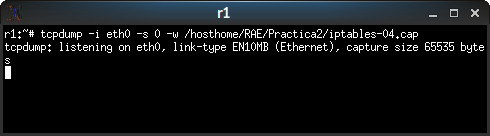 r1
r1:~# tcpdump -i eth0 -s 0 -w /hosthome/RAE/Practica2/iptables-04.cap
tcpdump: listening on eth0, link-type EN10MB (Ethernet), capture size 65535 byte
s